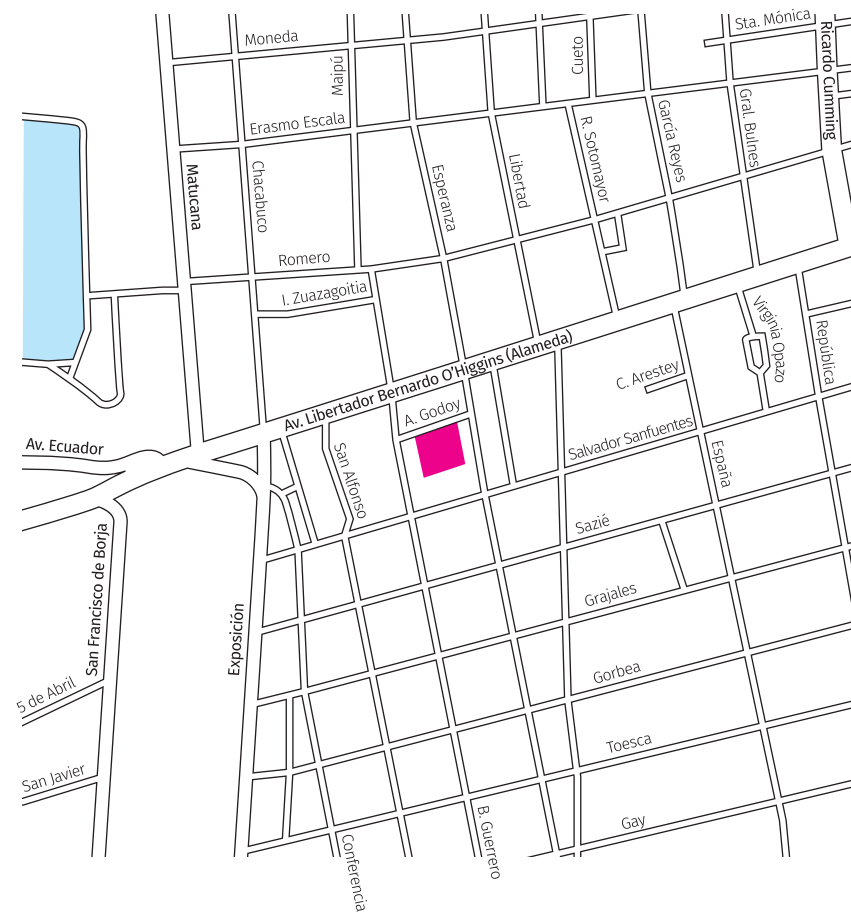 Sta. Mónica
Moneda
Maipú
Cueto
Ricardo Cumming
Erasmo Escala
García Reyes
Gral. Bulnes
R. Sotomayor
Libertad
Esperanza
Chacabuco
Matucana
Romero
I. Zuazagoitia
Virginia Opazo
República
Av. Libertador Bernardo O'Higgins (Alameda)
C. Arestey
A. Godoy
Salvador Sanfuentes
España
Av. Ecuador
San Alfonso
Sazié
San Francisco de Borja
Grajales
Exposición
Gorbea
5 de Abril
Toesca
San Javier
Gay
B. Guerrero
Conferencia